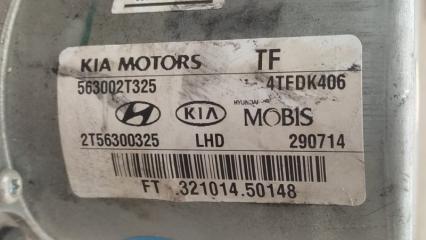 KIA MOTORS TF
563002T325 4TFDK406
KIA HYUNDAI MOBIS
2T56300325 LHD 290714
FT .321014.50148